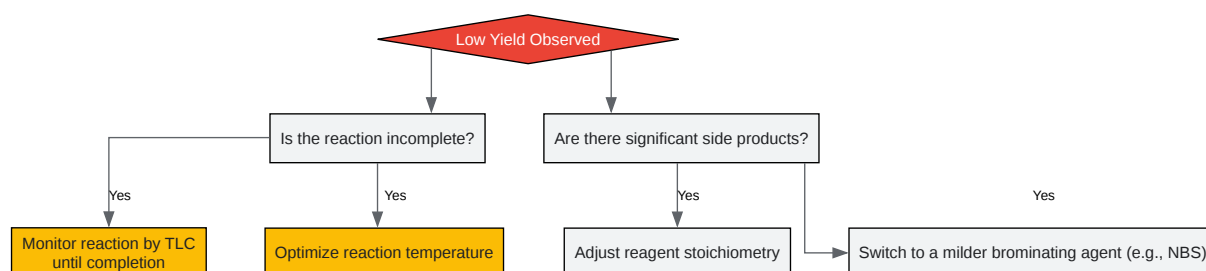 Low Yield Observed
Is the reaction incomplete?
Are there significant side products?
Yes
Yes
Yes
Yes
Monitor reaction by TLC
until completion
Optimize reaction temperature
Adjust reagent stoichiometry
Switch to a milder brominating agent (e.g., NBS)